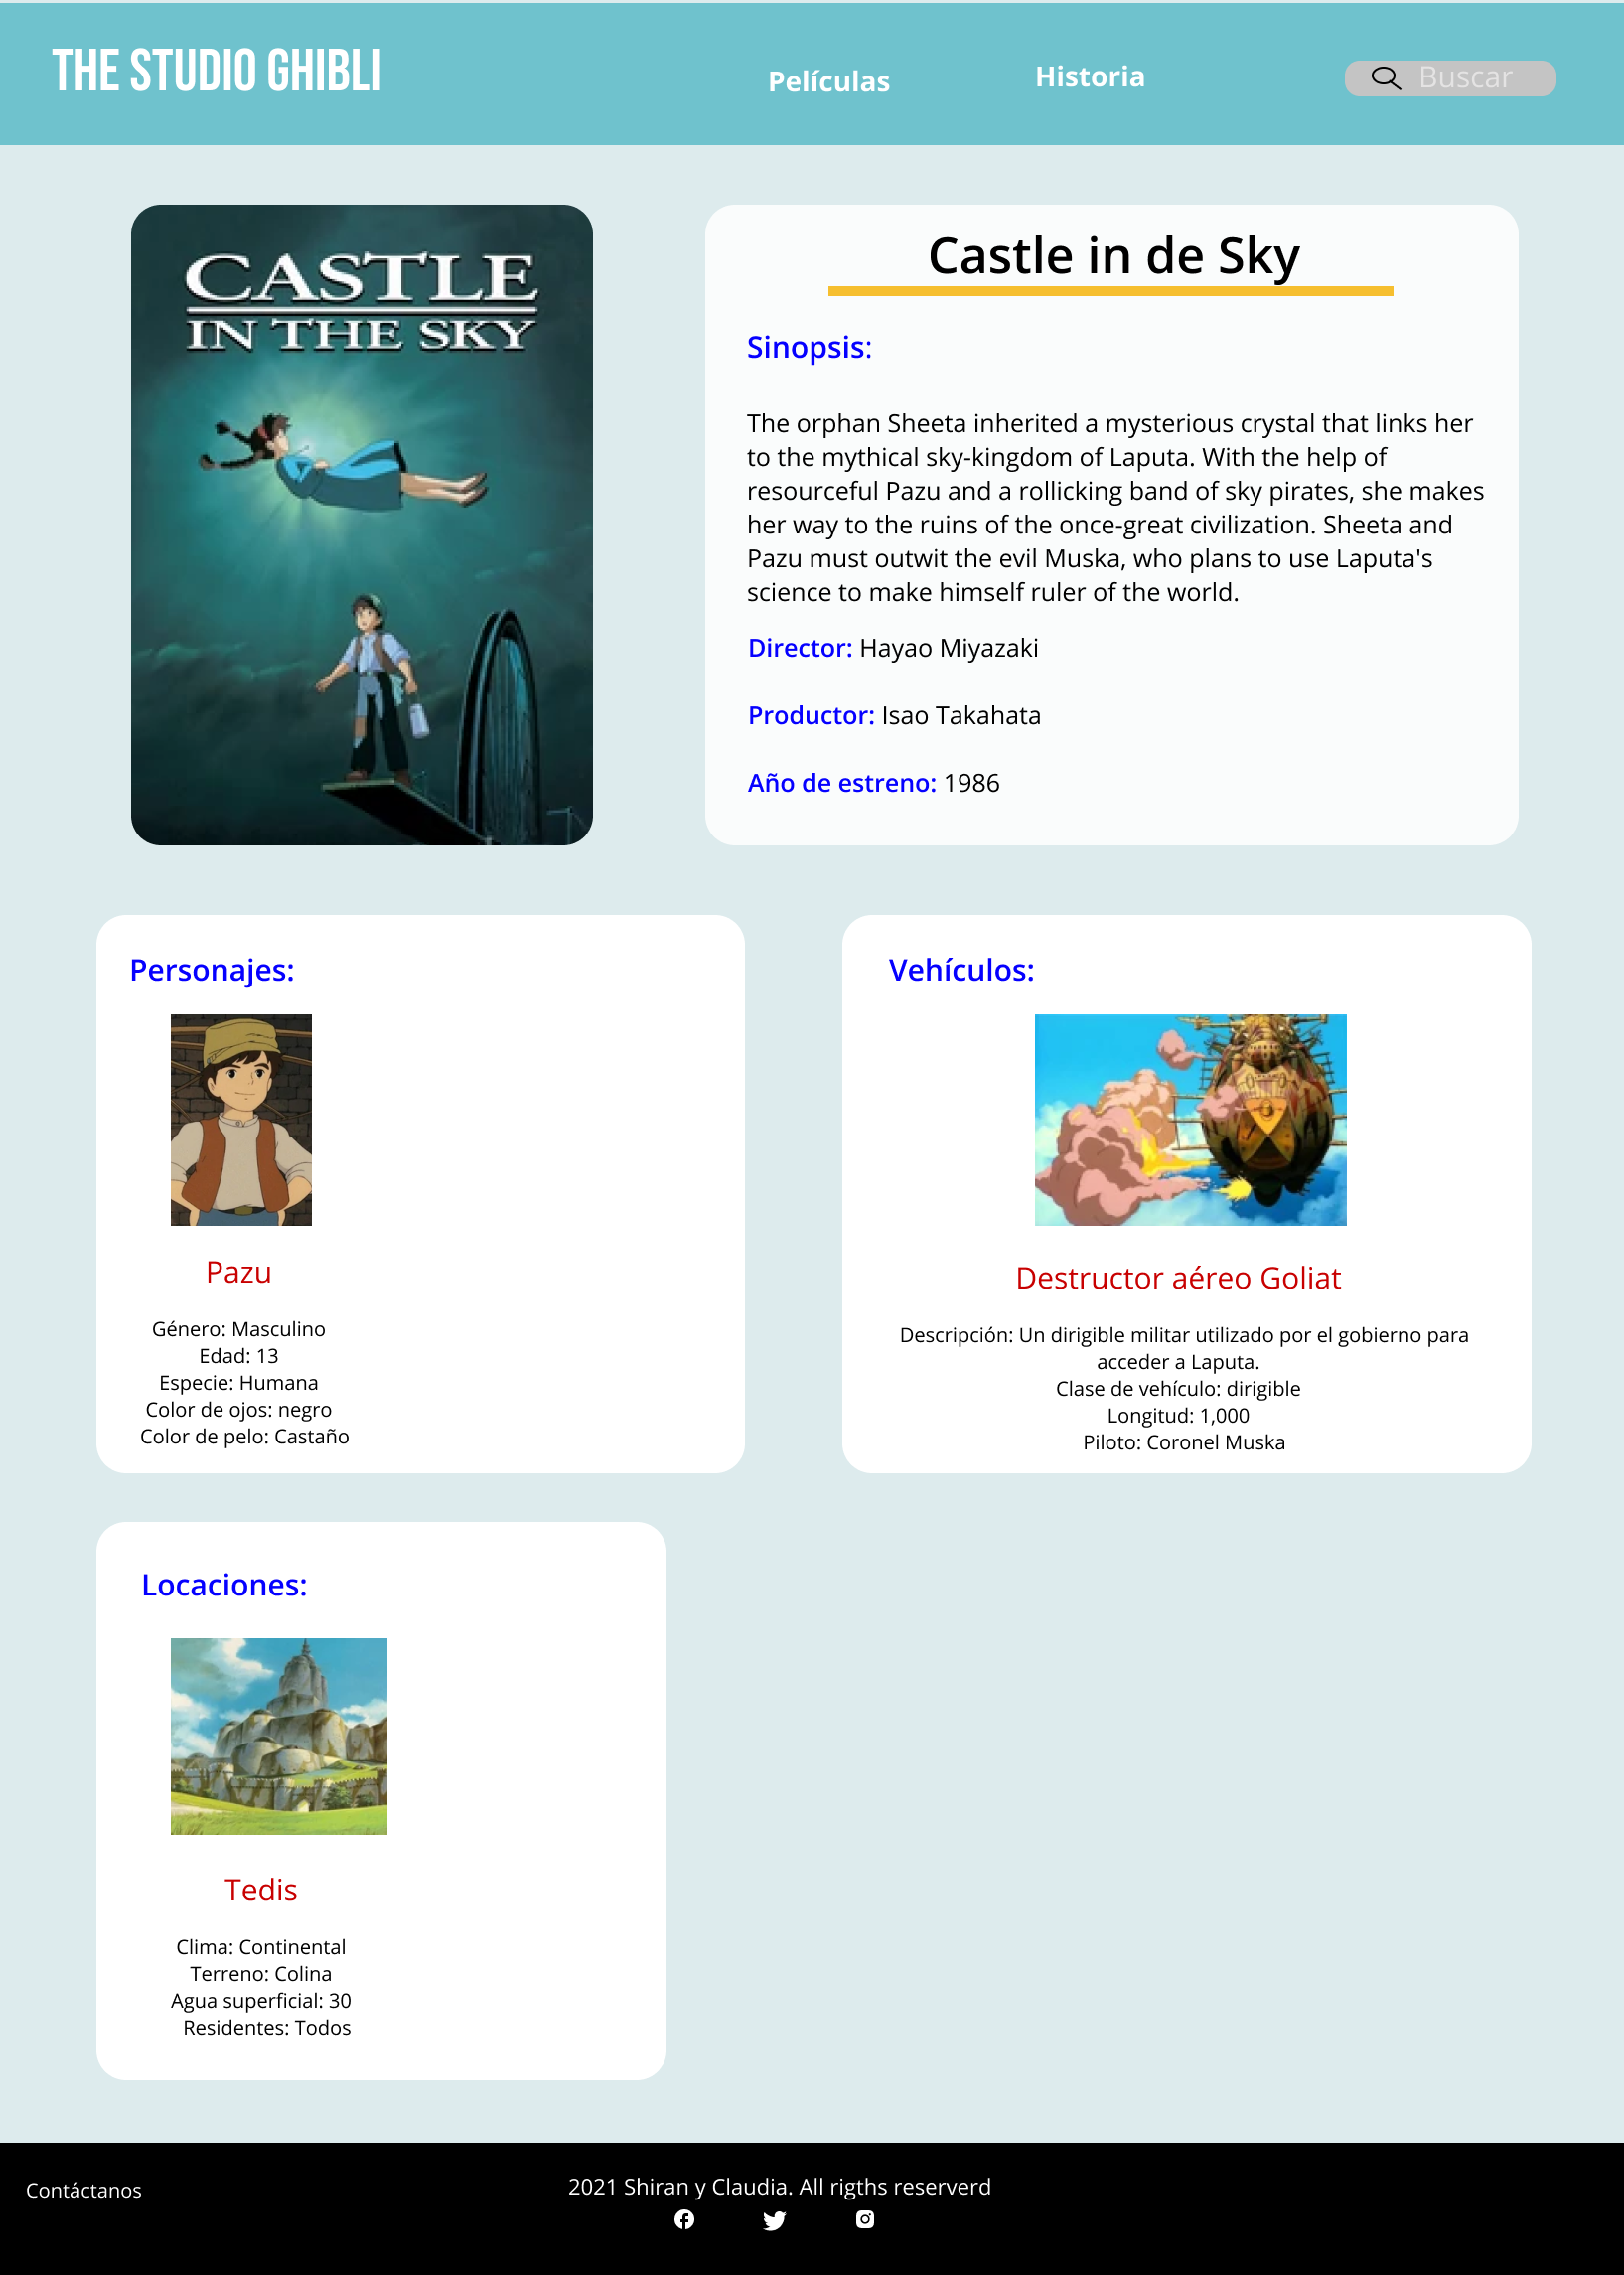 THE STUDIO GHIBLI
Películas
Historia
Buscar
CASTLE
IN THE SKY
Castle in de Sky
Sinopsis:
The orphan Sheeta inherited a mysterious crystal that links her
to the mythical sky-kingdom of Laputa. With the help of
resourceful Pazu and a rollicking band of sky pirates, she makes
her way to the ruins of the once-great civilization. Sheeta and
Pazu must outwit the evil Muska, who plans to use Laputa's
science to make himself ruler of the world.
Director: Hayao Miyazaki
Productor: Isao Takahata
Año de estreno: 1986
Personajes:
Pazu
Género: Masculino
Edad: 13
Especie: Humana
Color de ojos: negro
Color de pelo: Castaño
Vehículos:
Destructor aéreo Goliat
Descripción: Un dirigible militar utilizado por el gobierno para
acceder a Laputa.
Clase de vehículo: dirigible
Longitud: 1,000
Piloto: Coronel Muska
Locaciones:
Tedis
Clima: Continental
Terreno: Colina
Agua superficial: 30
Residentes: Todos
Contáctanos
2021 Shiran y Claudia. All rigths reserverd